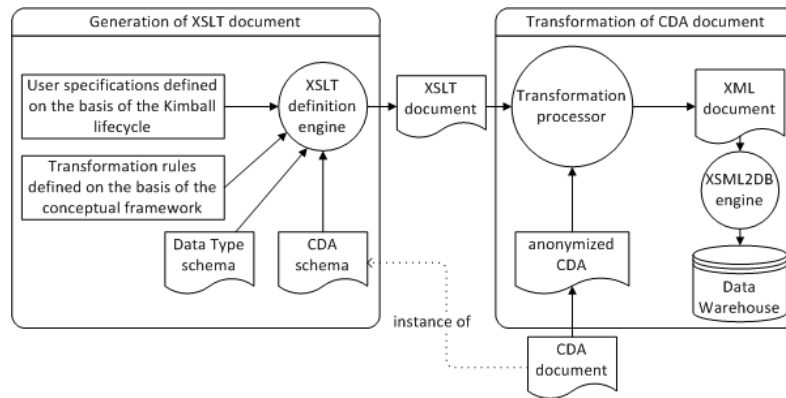 Generation of XSLT document
User specifications defined
on the basis of the Kimball
lifecycle
Transformation rules
defined on the basis of the
conceptual framework
XSLT
definition
engine
Data Type
schema
CDA
schema
XSLT
document
instance of
Transformation of CDA document
Transformation
processor
XML
document
XSML2DB
engine
anonymized
CDA
Data
Warehouse
CDA
document